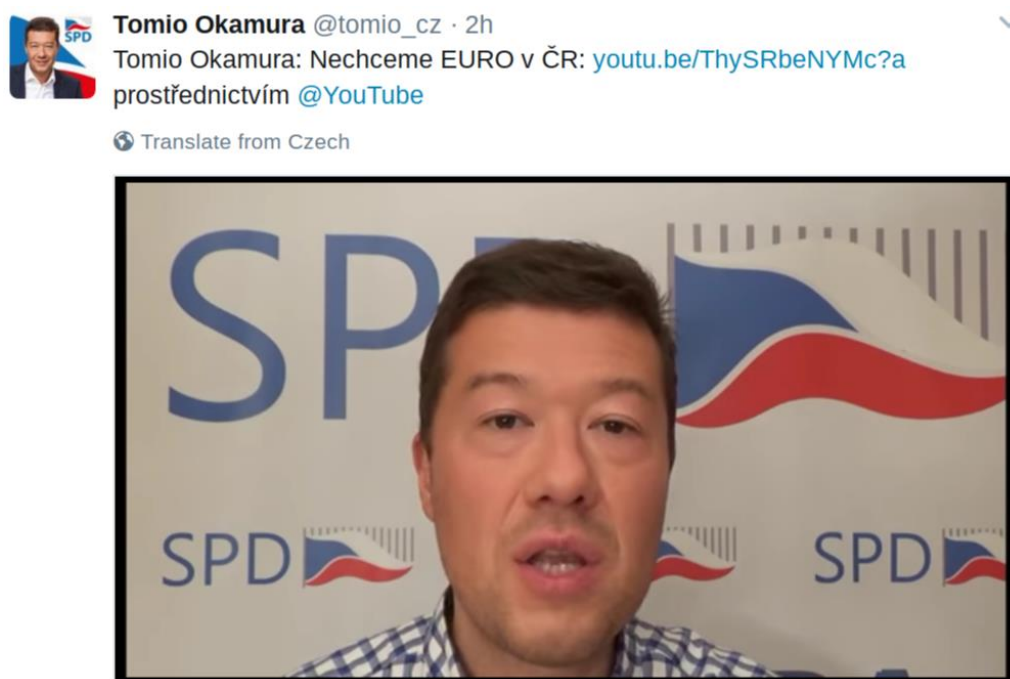 SPD
Tomio Okamura @tomio_cz · 2h
Tomio Okamura: Nechceme EURO v ČR: youtu.be/ThySRbeNYMc?a
prostřednictvím @YouTube
Translate from Czech
SP
SPD
SPD